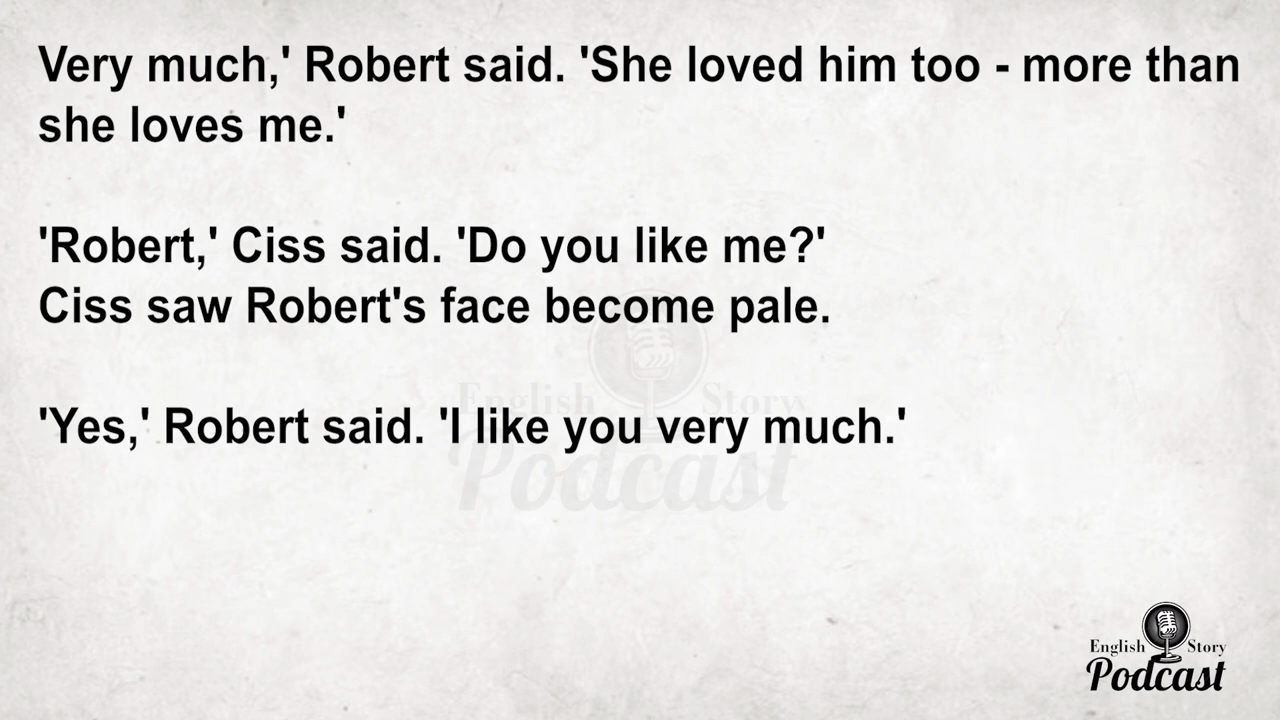 Very much,' Robert said. 'She loved him too - more than
she loves me.'
'Robert,' Ciss said. 'Do you like me?'
Ciss saw Robert's face become pale.
'Yes,' Robert said. 'I like you very much.'
English Story
Podcast
English Story
Podcast